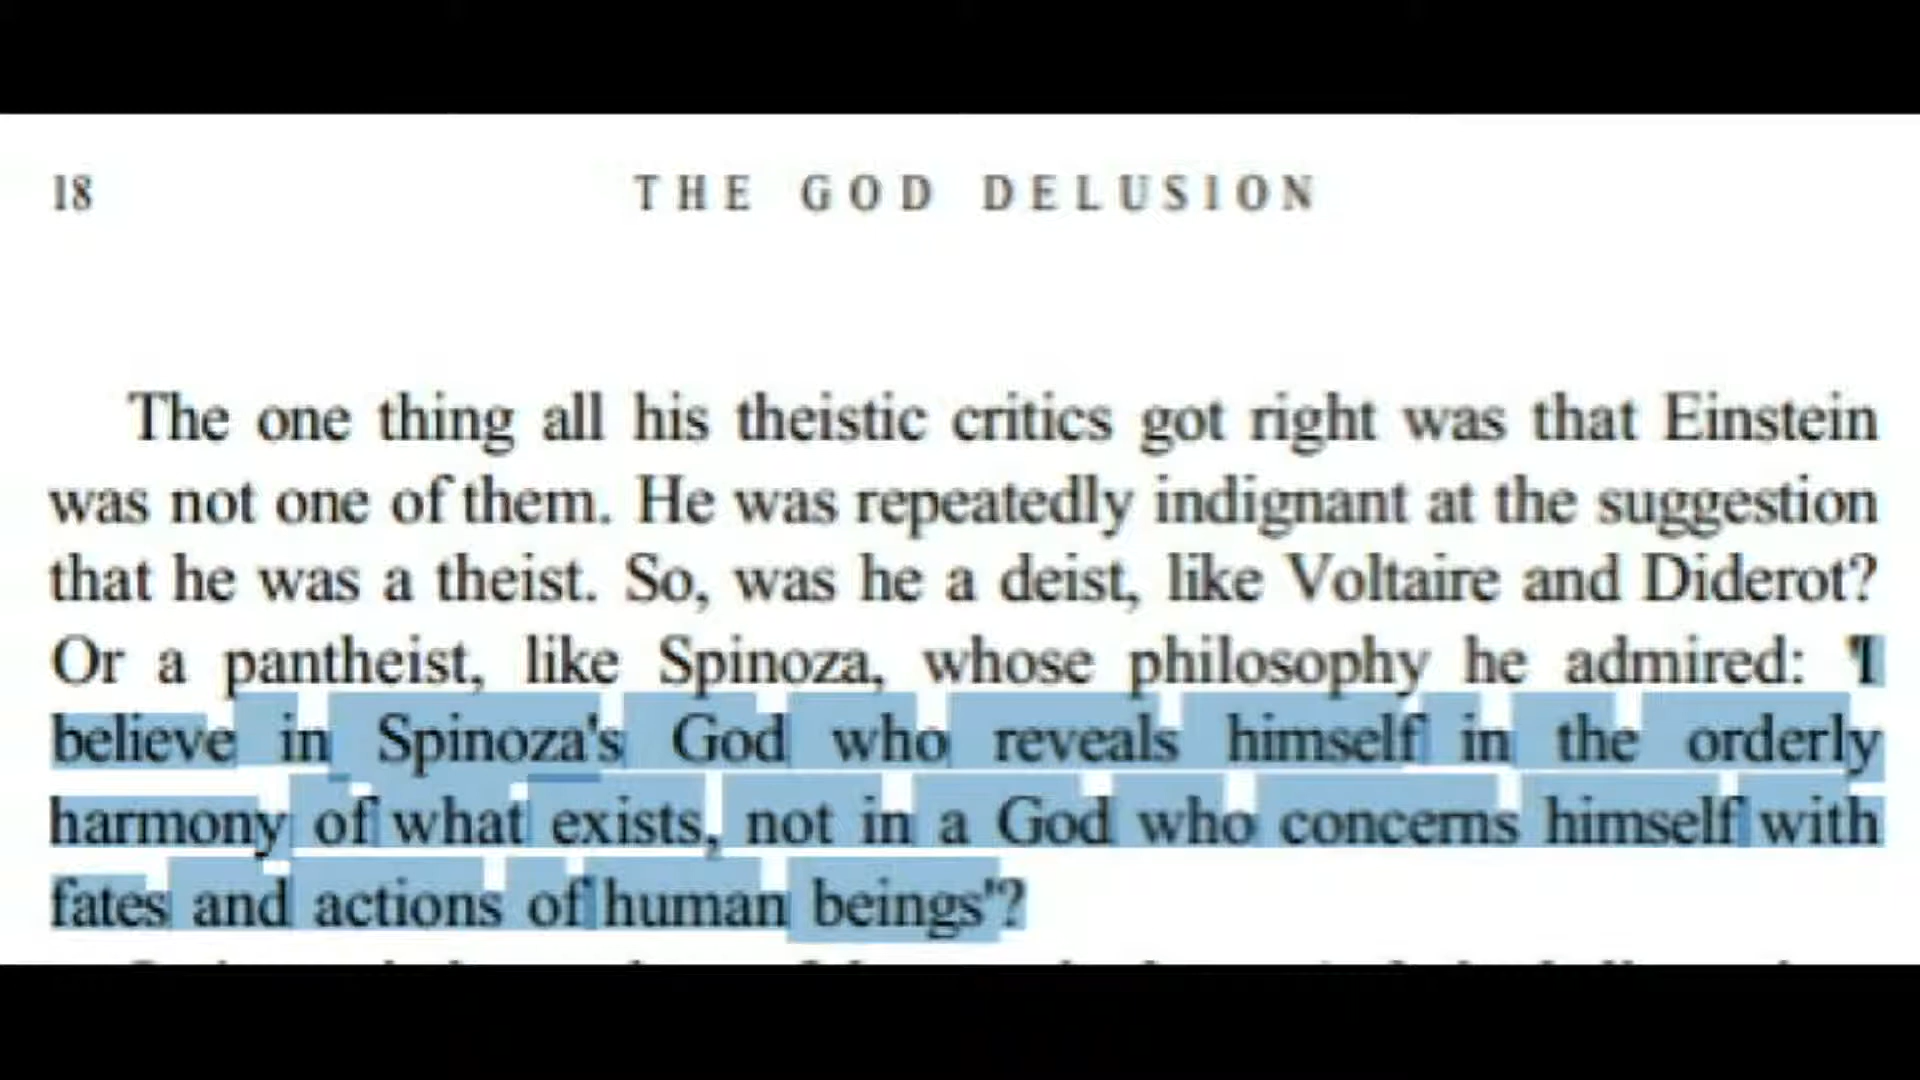 18 THE GOD DELUSION
The one thing all his theistic critics got right was that Einstein
was not one of them. He was repeatedly indignant at the suggestion
that he was a theist. So, was he a deist, like Voltaire and Diderot?
Or a pantheist, like Spinoza, whose philosophy he admired: 'I
believe in Spinoza's God who reveals himself in the orderly
harmony of what exists, not in a God who concerns himself with
fates and actions of human beings'?